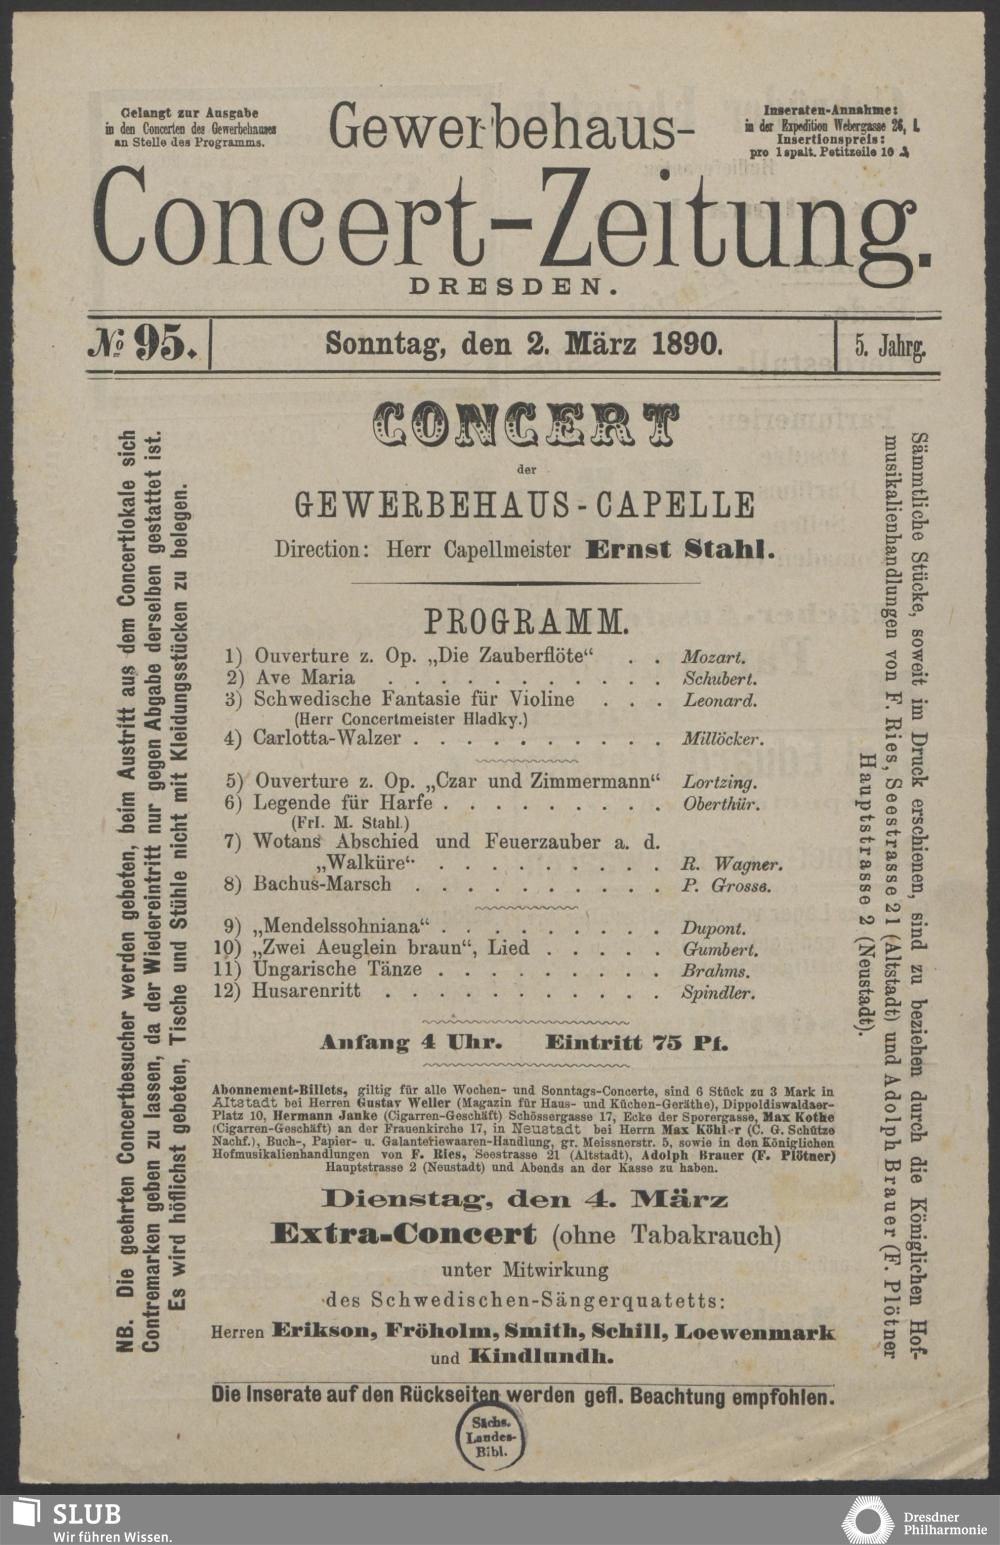 Gelangt zur Ausgabe
in den Concerten des Gewerbehauses
an Stelle des Programms.
Gewerbehaus-
Inseraten-Annahme:
in der Expedition Webergasse 26, I.
Insertionspreis:
pro 1spalt. Petitzeile 10 ₰
Concert-Zeitung.
DRESDEN.
№ 95.
Sonntag, den 2. März 1890.
5. Jahrg.
CONCERT
der
GEWERBEHAUS-CAPELLE
Direction: Herr Capellmeister Ernst Stahl.
PROGRAMM.
1) Ouverture z. Op. „Die Zauberflöte“ . . Mozart.
2) Ave Maria . . . . . . . . . . . Schubert.
3) Schwedische Fantasie für Violine . . . Leonard.
(Herr Concertmeister Hladky.)
4) Carlotta-Walzer . . . . . . . . . . Millöcker.
5) Ouverture z. Op. „Czar und Zimmermann“ Lortzing.
6) Legende für Harfe . . . . . . . . . Oberthür.
(Frl. M. Stahl.)
7) Wotans Abschied und Feuerzauber a. d.
„Walküre“ . . . . . . . . . R. Wagner.
8) Bachus-Marsch . . . . . . . . . . P. Grosse.
9) „Mendelssohniana“ . . . . . . . . . Dupont.
10) „Zwei Aeuglein braun“, Lied . . . . . Gumbert.
11) Ungarische Tänze . . . . . . . . . Brahms.
12) Husarenritt . . . . . . . . . . . Spindler.
Anfang 4 Uhr. Eintritt 75 Pf.
Abonnement-Billets, giltig für alle Wochen- und Sonntags-Concerte, sind 6 Stück zu 3 Mark in
Altstadt bei Herren Gustav Weller (Magazin für Haus- und Küchen-Geräthe), Dippoldiswaldaer-
Platz 10, Hermann Janke (Cigarren-Geschäft) Schössergasse 17, Ecke der Sporergasse, Max Kothe
(Cigarren-Geschäft) an der Frauenkirche 17, in Neustadt bei Herrn Max Köhler (C. G. Schütze
Nachf.), Buch-, Papier- u. Galanteriewaaren-Handlung, gr. Meissnerstr. 5, sowie in den Königlichen
Hofmusikalienhandlungen von F. Ries, Seestrasse 21 (Altstadt), Adolph Brauer (F. Plötner)
Hauptstrasse 2 (Neustadt) und Abends an der Kasse zu haben.
Dienstag, den 4. März
Extra-Concert (ohne Tabakrauch)
unter Mitwirkung
des Schwedischen-Sängerquatetts:
Herren Erikson, Fröholm, Smith, Schill, Loewenmark
und Kindlundh.
Die Inserate auf den Rückseiten werden gefl. Beachtung empfohlen.
NB. Die geehrten Concertbesucher werden gebeten, beim Austritt aus dem Concertlokale sich
Contremarken geben zu lassen, da der Wiedereintritt nur gegen Abgabe derselben gestattet ist.
Es wird höflichst gebeten, Tische und Stühle nicht mit Kleidungsstücken zu belegen.
Sämmtliche Stücke, soweit im Druck erschienen, sind zu beziehen durch die Königlichen Hof-
musikalienhandlungen von F. Ries, Seestrasse 21 (Altstadt) und Adolph Brauer (F. Plötner
Hauptstrasse 2 (Neustadt).
Sächs.
Landes-
Bibl.
SLUB
Wir führen Wissen.
Dresdner
Philharmonie